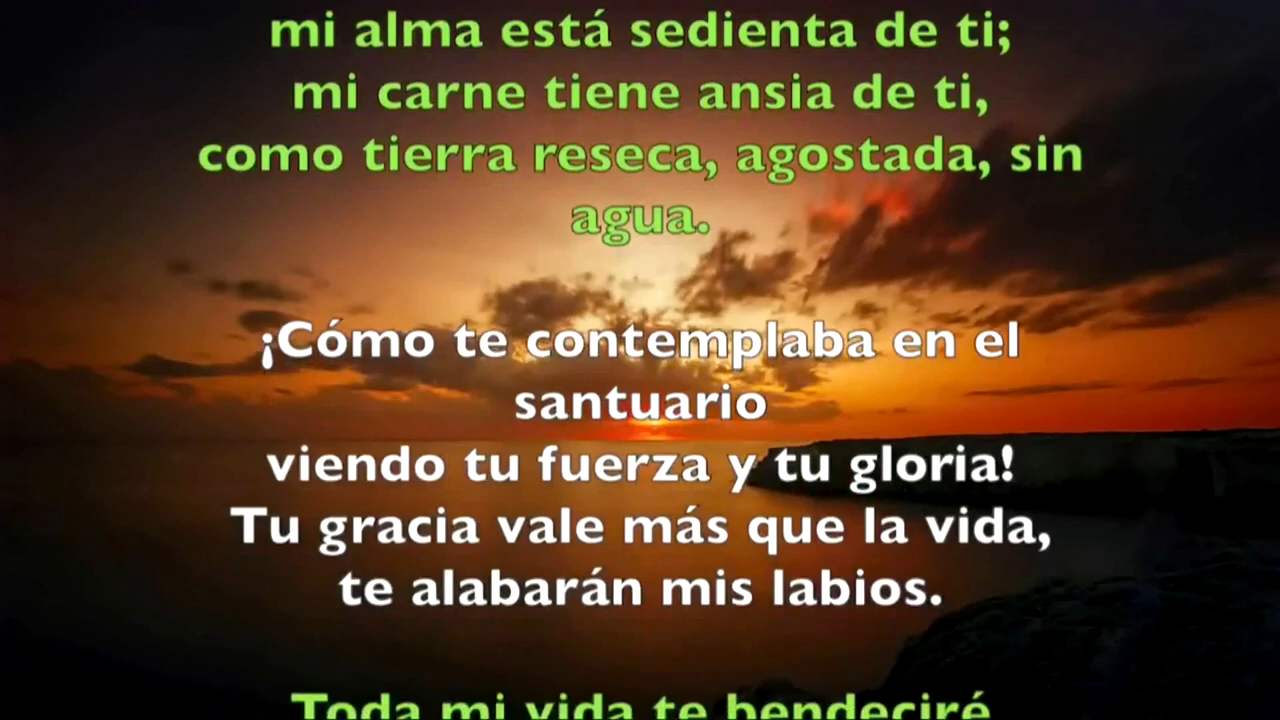 mi alma está sedienta de ti;
mi carne tiene ansia de ti,
como tierra reseca, agostada, sin
agua.
¡Cómo te contemplaba en el
santuario
viendo tu fuerza y tu gloria!
Tu gracia vale más que la vida,
te alabarán mis labios.
Toda mi vida te bendeciré